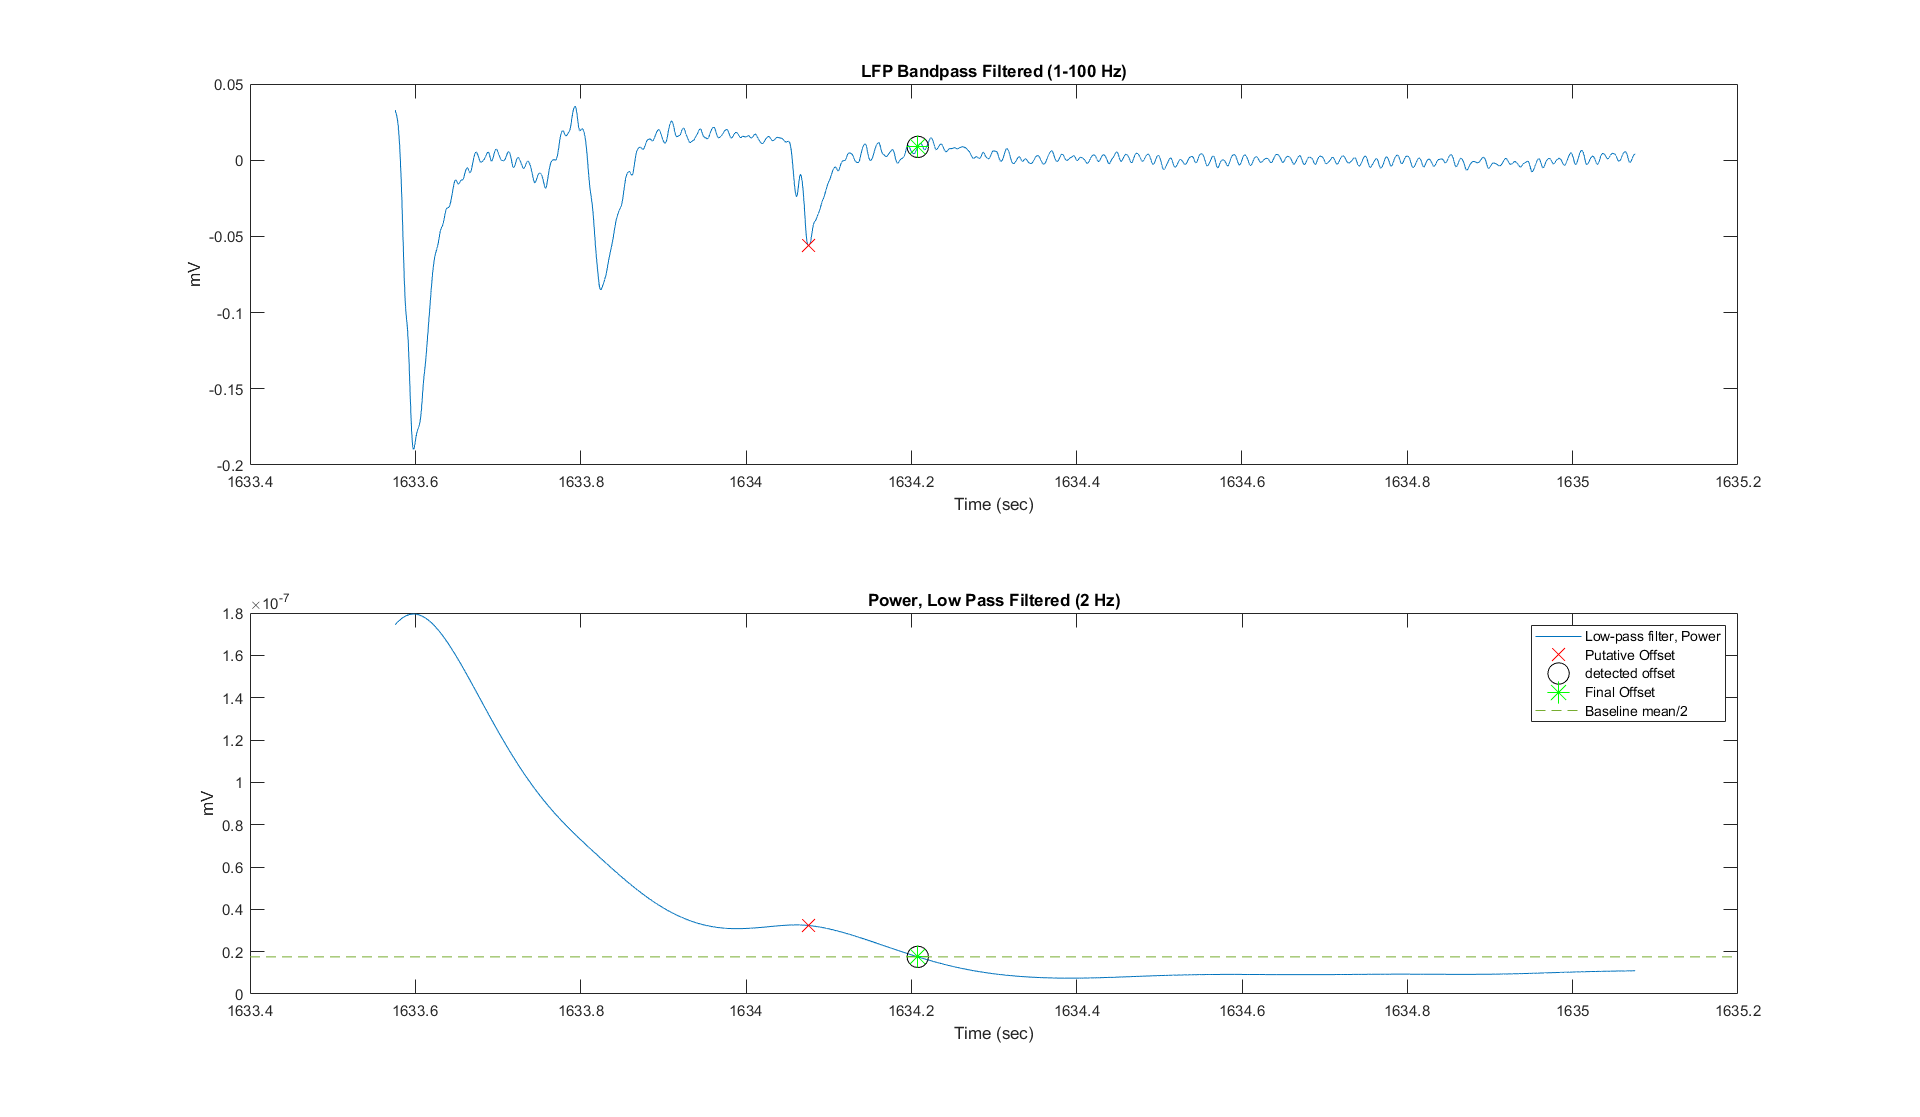 LFP Bandpass Filtered (1-100 Hz)
0.05
0
-0.05
-0.1
-0.15
-0.2
mV
1633.4 1633.6 1633.8 1634 1634.2 1634.4 1634.6 1634.8 1635 1635.2
Time (sec)
Power, Low Pass Filtered (2 Hz)
×10-7
1.8
1.6
1.4
1.2
1
0.8
0.6
0.4
0.2
0
mV
Low-pass filter, Power
Putative Offset
detected offset
Final Offset
Baseline mean/2
1633.4 1633.6 1633.8 1634 1634.2 1634.4 1634.6 1634.8 1635 1635.2
Time (sec)